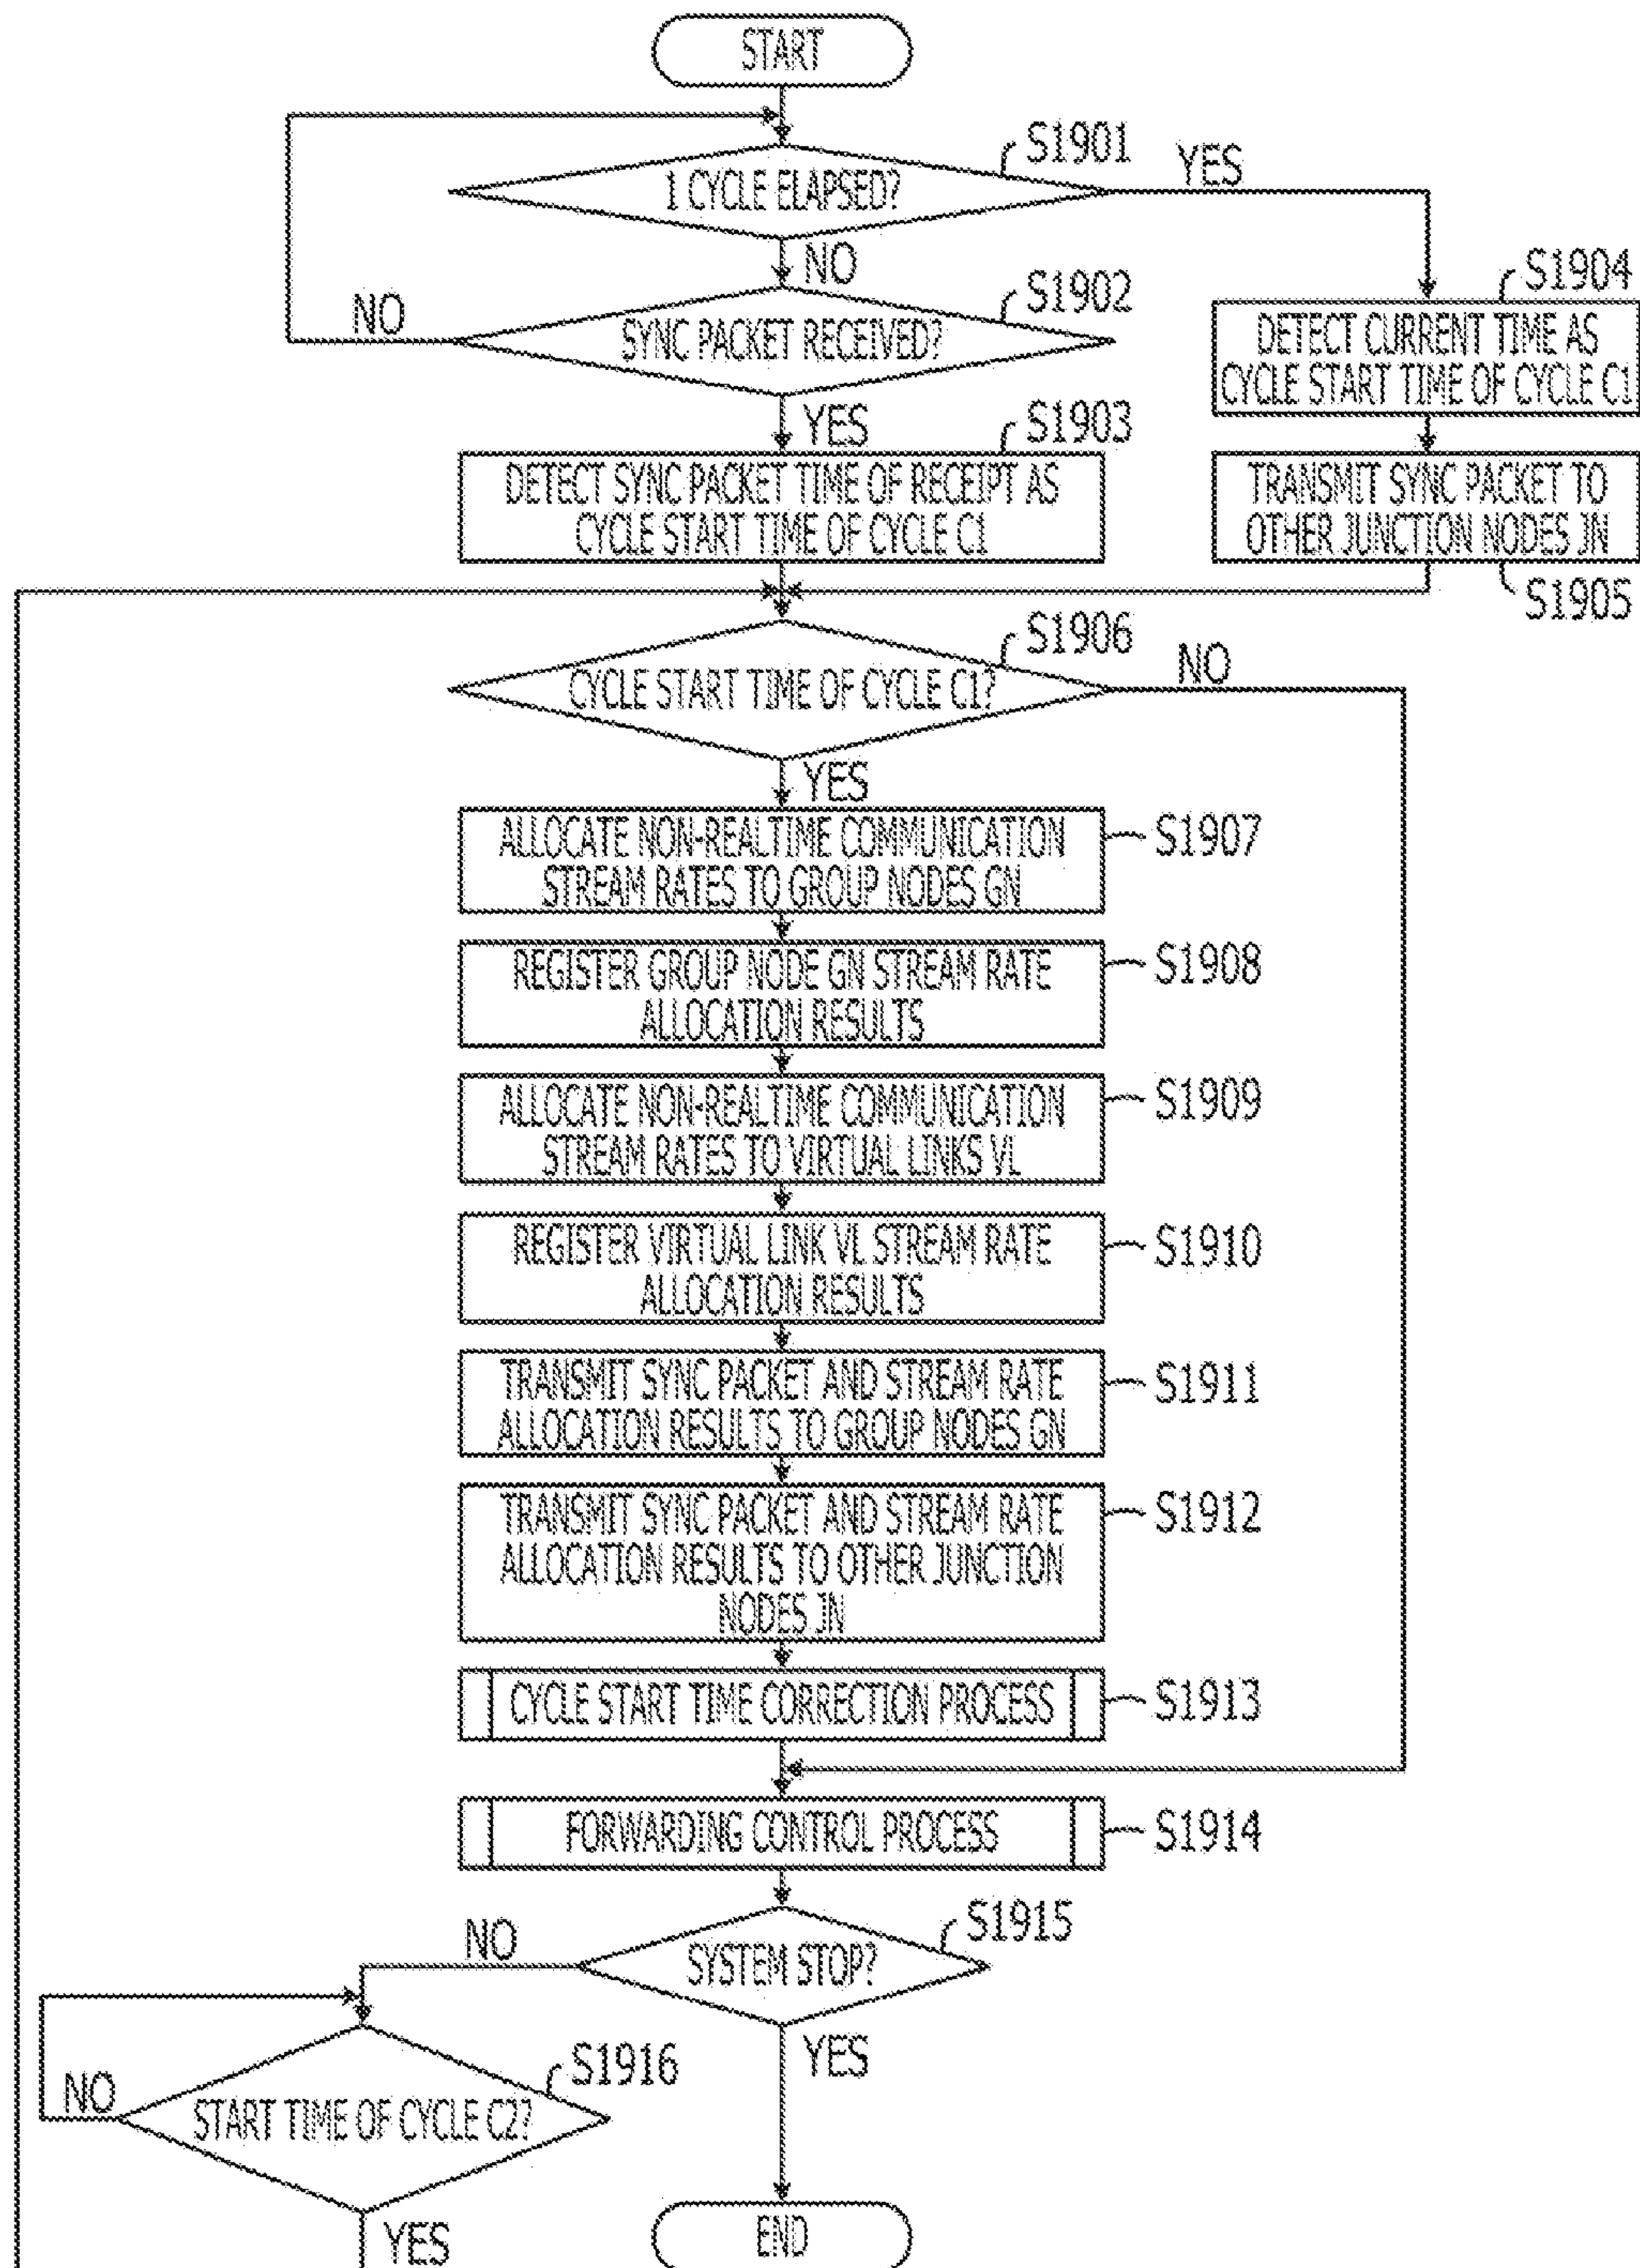 START
S1901
YES
1 CYCLE ELAPSED?
NO
S1902
S1904
NO
SYNC PACKET RECEIVED?
DETECT CURRENT TIME AS
CYCLE START TIME OF CYCLE C1
YES
S1903
DETECT SYNC PACKET TIME OF RECEIPT AS
CYCLE START TIME OF CYCLE C1
TRANSMIT SYNC PACKET TO
OTHER JUNCTION NODES JN
S1905
S1906
NO
CYCLE START TIME OF CYCLE C1?
YES
ALLOCATE NON-REALTIME COMMUNICATION
STREAM RATES TO GROUP NODES GN
S1907
REGISTER GROUP NODE GN STREAM RATE
ALLOCATION RESULTS
S1908
ALLOCATE NON-REALTIME COMMUNICATION
STREAM RATES TO VIRTUAL LINKS VL
S1909
REGISTER VIRTUAL LINK VL STREAM RATE
ALLOCATION RESULTS
S1910
TRANSMIT SYNC PACKET AND STREAM RATE
ALLOCATION RESULTS TO GROUP NODES GN
S1911
TRANSMIT SYNC PACKET AND STREAM RATE
ALLOCATION RESULTS TO OTHER JUNCTION
NODES JN
S1912
CYCLE START TIME CORRECTION PROCESS
S1913
FORWARDING CONTROL PROCESS
S1914
S1915
NO
SYSTEM STOP?
YES
S1916
NO
START TIME OF CYCLE C2?
YES
END